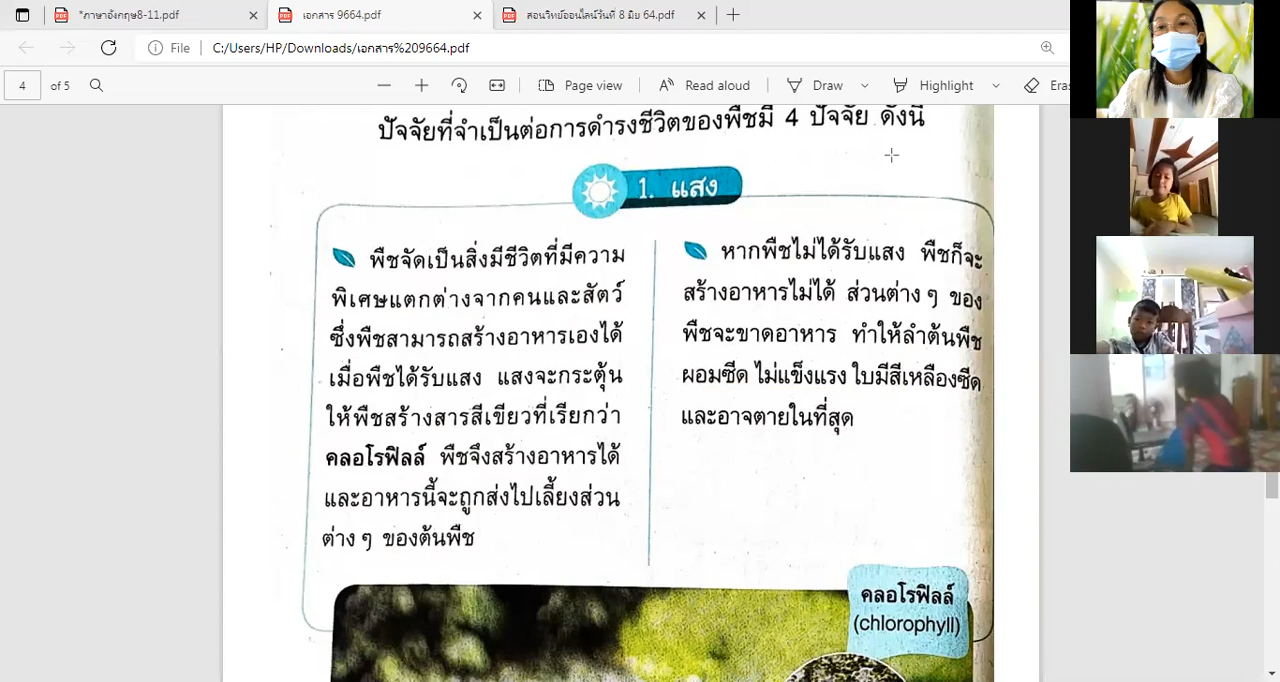 *ภาษาอังกฤษ8-11.pdf
เอกสาร 9664.pdf
สอนวิทย์ออนไลน์วันที่ 8 มิย 64.pdf
File
C:/Users/HP/Downloads/เอกสาร%209664.pdf
4 of 5
Page view
Read aloud
Draw
Highlight
Eras
ปัจจัยที่จำเป็นต่อการดำรงชีวิตของพืชมี 4 ปัจจัย ดังนี้
1. แสง
พืชจัดเป็นสิ่งมีชีวิตที่มีความ
พิเศษแตกต่างจากคนและสัตว์
ซึ่งพืชสามารถสร้างอาหารเองได้
เมื่อพืชได้รับแสง แสงจะกระตุ้น
ให้พืชสร้างสารสีเขียวที่เรียกว่า
คลอโรฟิลล์ พืชจึงสร้างอาหารได้
และอาหารนี้จะถูกส่งไปเลี้ยงส่วน
ต่าง ๆ ของต้นพืช
หากพืชไม่ได้รับแสง พืชก็จะ
สร้างอาหารไม่ได้ ส่วนต่าง ๆ ของ
พืชจะขาดอาหาร ทำให้ลำต้นพืช
ผอมซีด ไม่แข็งแรง ใบมีสีเหลืองซีด
และอาจตายในที่สุด
คลอโรฟิลล์
(chlorophyll)